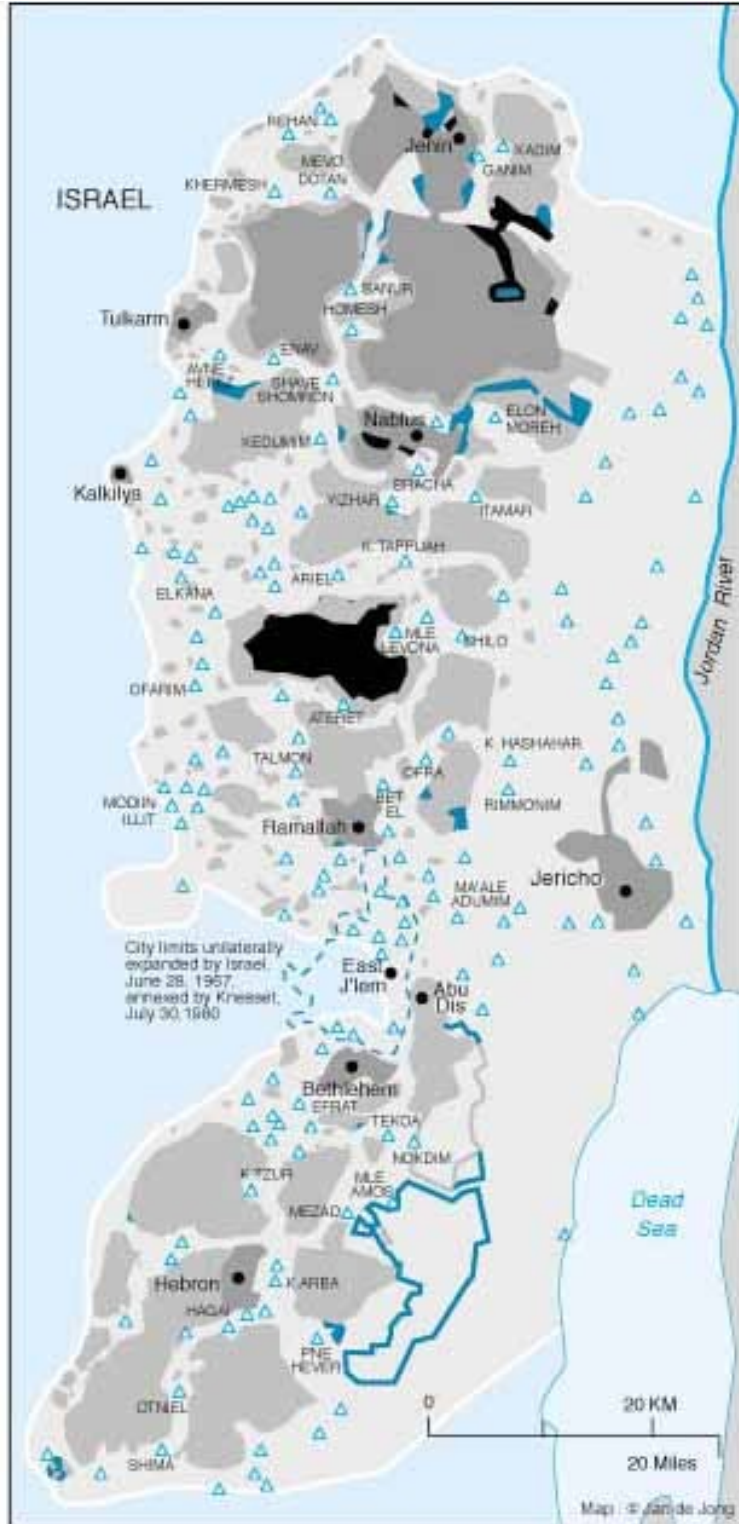 REHAN
Jenin
KADIM
GANIM
MEVO
DOTAN
KHERMESH
ISRAEL
SANUR
HOMESH
Tulkarm
ENAV
AVNE
SHAVE
SHOMRON
ELON
MOREH
Nablus
KEDUMIM
BRACHA
Kalkilya
YIZHAR
ITAMAR
K. TAPPUAH
ARIEL
ELKANA
Jordan River
MLE
LEVONA
SHILO
OFARIM
ATERET
K. HASHAHAR
TALMON
OFRA
BET
EL
RIMMONIM
MODIIN
ILLIT
Ramallah
MA'ALE
ADUMIM
Jericho
City limits unilaterally
expanded by Israel,
June 28, 1967,
annexed by Knesset,
July 30, 1980
East
J'lem
Abu
Dis
Bethlehem
EFRAT
TEKOA
NOKDIM
K.TZUR
MLE
AMOS
MEZAD
Dead
Sea
Hebron
K.ARBA
HAGAI
PNE
HEVER
OTNIEL
0
20 KM
SHIMA
20 Miles
Map : © Jan de Jong